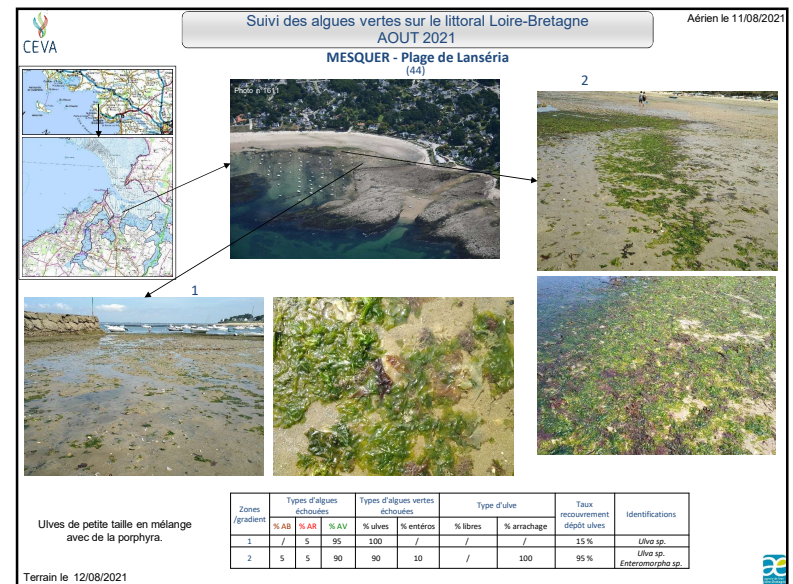 CEVA
Suivi des algues vertes sur le littoral Loire-Bretagne
AOUT 2021
Aérien le 11/08/2021
MESQUER - Plage de Lanséria
(44)
Photo n°1611
2
1
Ulves de petite taille en mélange
avec de la porphyra.
Zones /gradient | Types d'algues échouées | Types d'algues vertes échouées | Type d'ulve | Taux recouvrement dépôt ulves | Identifications
% AB | % AR | % AV | % ulves | % entéros | % libres | % arrachage
1 | / | 5 | 95 | 100 | / | / | / | 15 % | Ulva sp.
2 | 5 | 5 | 90 | 90 | 10 | / | 100 | 95 % | Ulva sp. Enteromorpha sp.
Terrain le 12/08/2021